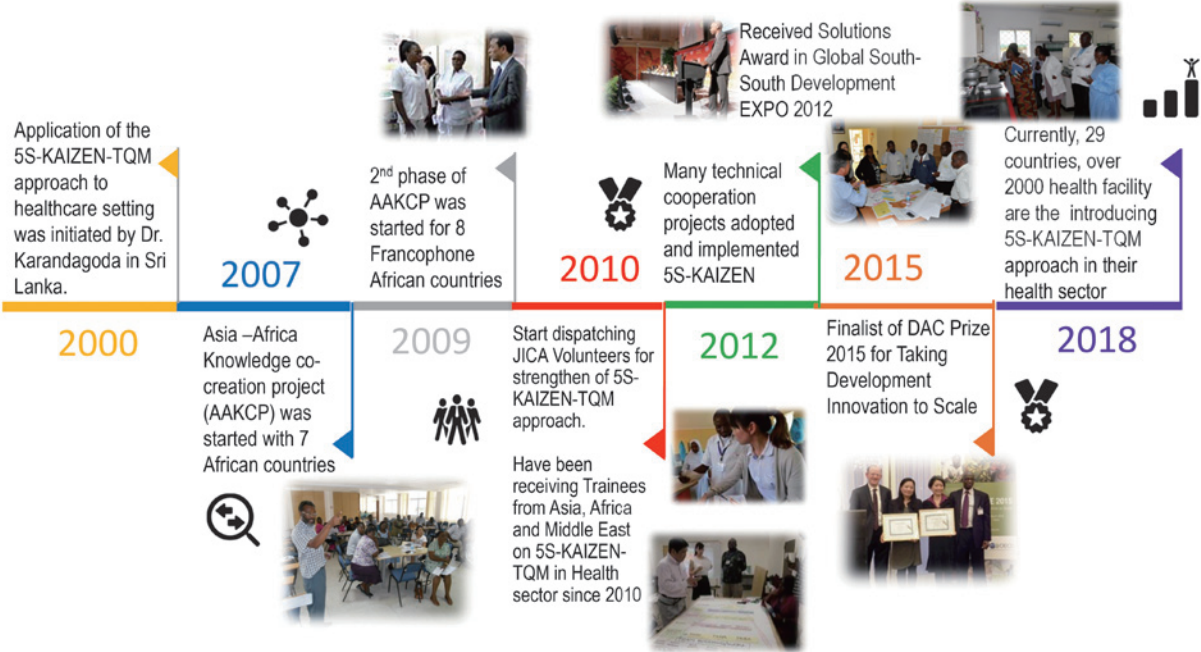 Application of the
5S-KAIZEN-TQM
approach to
healthcare setting
was initiated by Dr.
Karandagoda in Sri
Lanka.
2000
2007
Asia –Africa
Knowledge co-
creation project
(AAKCP) was
started with 7
African countries
2nd phase of
AAKCP was
started for 8
Francophone
African countries
2009
2010
Start dispatching
JICA Volunteers for
strengthen of 5S-
KAIZEN-TQM
approach.
Have been
receiving Trainees
from Asia, Africa
and Middle East
on 5S-KAIZEN-
TQM in Health
sector since 2010
Received Solutions
Award in Global South-
South Development
EXPO 2012
Many technical
cooperation
projects adopted
and implemented
5S-KAIZEN
2012
2015
Finalist of DAC Prize
2015 for Taking
Development
Innovation to Scale
Currently, 29
countries, over
2000 health facility
are the introducing
5S-KAIZEN-TQM
approach in their
health sector
2018